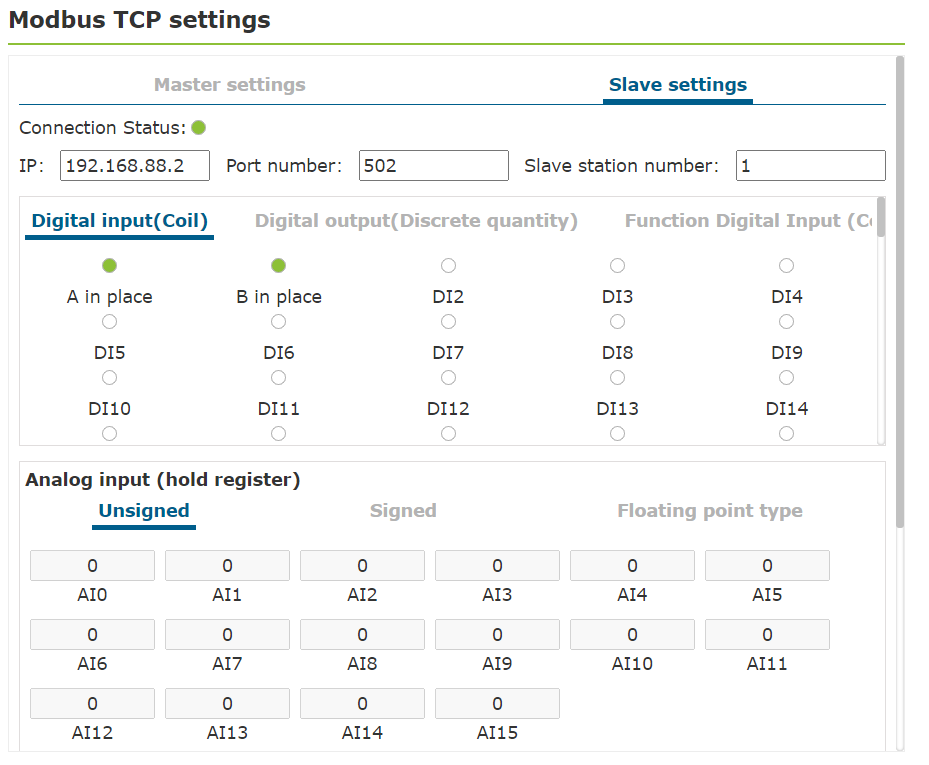 Modbus TCP settings
Master settings Slave settings
Connection Status:
IP: 192.168.88.2 Port number: 502 Slave station number: 1
Digital input(Coil) Digital output(Discrete quantity) Function Digital Input (Co
A in place B in place DI2 DI3 DI4
DI5 DI6 DI7 DI8 DI9
DI10 DI11 DI12 DI13 DI14
Analog input (hold register)
Unsigned Signed Floating point type
0 0 0 0 0 0
AI0 AI1 AI2 AI3 AI4 AI5
0 0 0 0 0 0
AI6 AI7 AI8 AI9 AI10 AI11
0 0 0 0
AI12 AI13 AI14 AI15